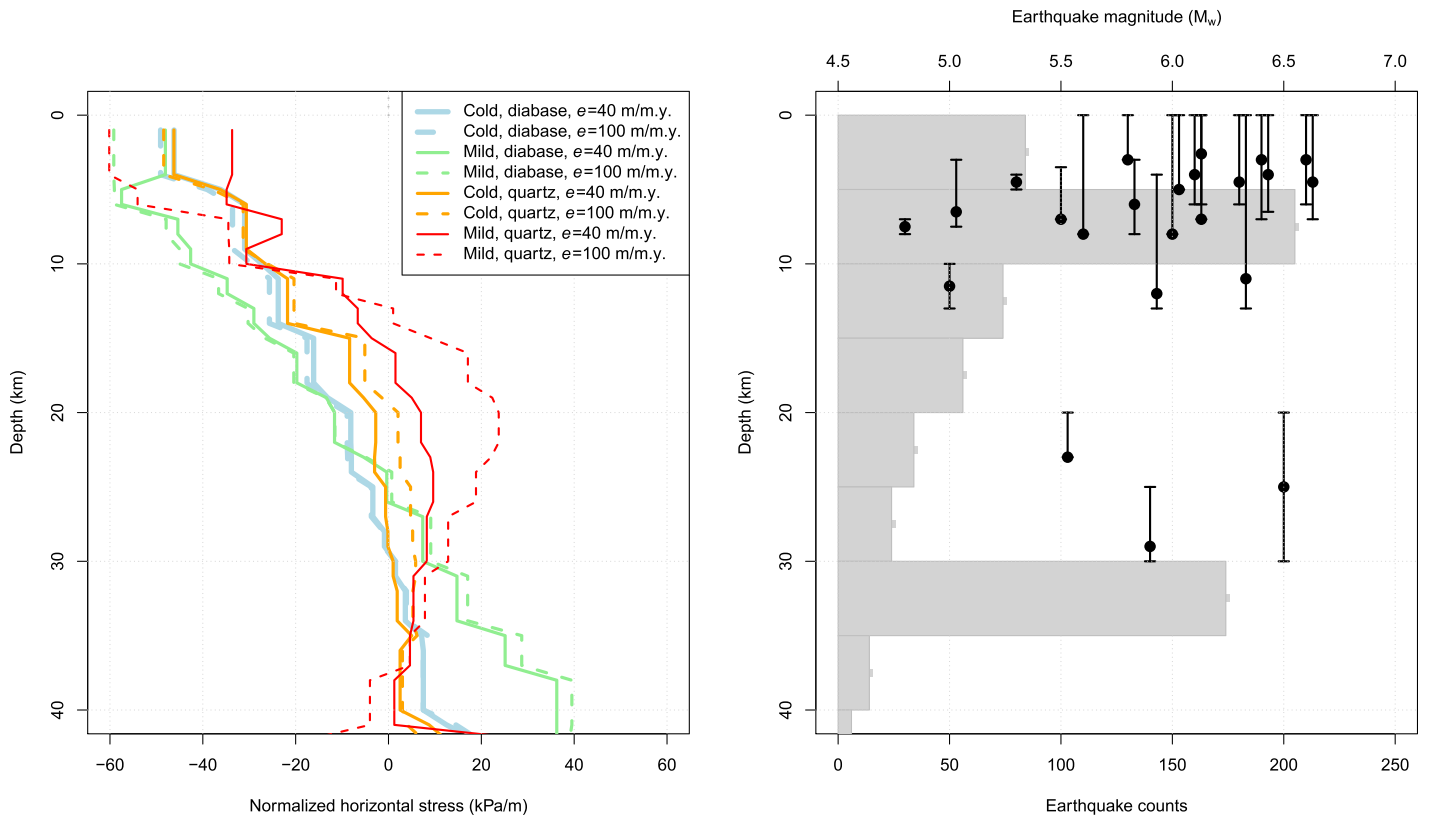 Earthquake magnitude (Mw)
4.5 5.0 5.5 6.0 6.5 7.0
Cold, diabase, e=40 m/m.y.
Cold, diabase, e=100 m/m.y.
Mild, diabase, e=40 m/m.y.
Mild, diabase, e=100 m/m.y.
Cold, quartz, e=40 m/m.y.
Cold, quartz, e=100 m/m.y.
Mild, quartz, e=40 m/m.y.
Mild, quartz, e=100 m/m.y.
0
10
20
30
40
Depth (km)
−60 −40 −20 0 20 40 60
Normalized horizontal stress (kPa/m)
0
10
20
30
40
Depth (km)
0 50 100 150 200 250
Earthquake counts